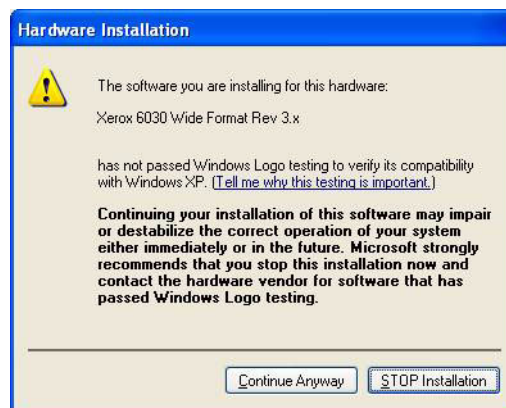 Hardware Installation
The software you are installing for this hardware:
Xerox 6030 Wide Format Rev 3.x
has not passed Windows Logo testing to verify its compatibility
with Windows XP. (Tell me why this testing is important.)
Continuing your installation of this software may impair
or destabilize the correct operation of your system
either immediately or in the future. Microsoft strongly
recommends that you stop this installation now and
contact the hardware vendor for software that has
passed Windows Logo testing.
Continue Anyway
STOP Installation